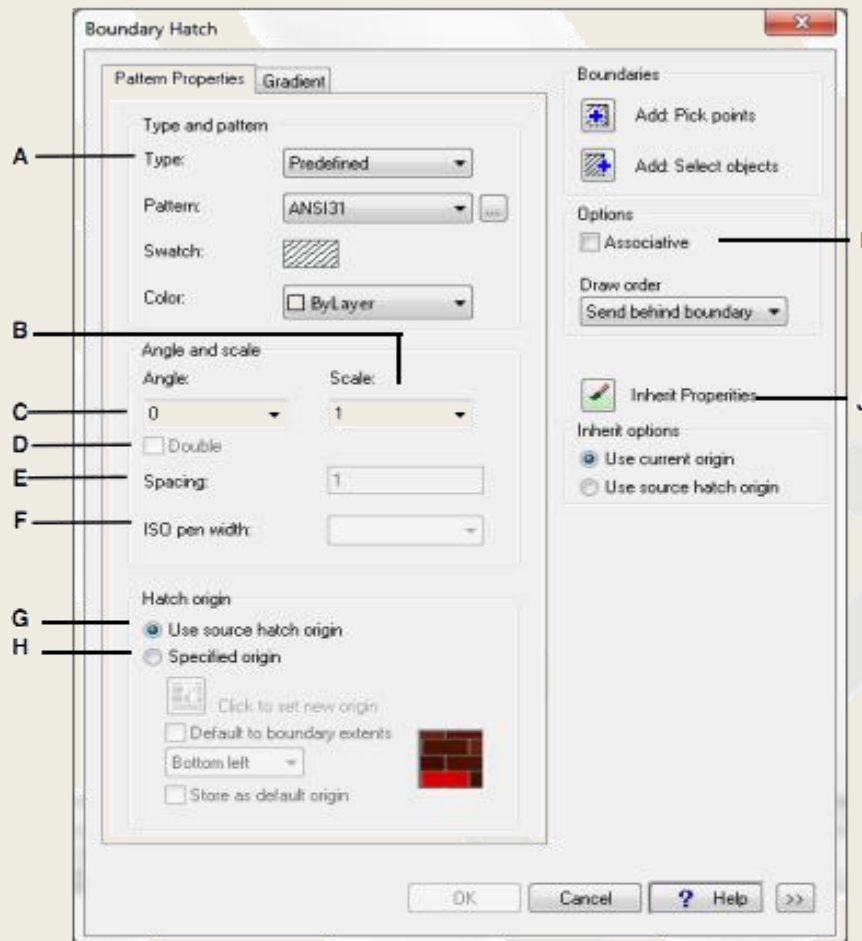 Boundary Hatch
Pattern Properties
Gradient
Type and pattern
A
Type:
Predefined
Pattern:
ANSI31
...
Swatch:
Color:
ByLayer
B
Angle and scale
Angle:
Scale:
C
0
1
D
Double
E
Spacing:
1
F
ISO pen width:
Hatch origin
G
Use source hatch origin
H
Specified origin
Click to set new origin
Default to boundary extents
Bottom left
Store as default origin
Boundaries
Add: Pick points
Add: Select objects
Options
Associative
Draw order
Send behind boundary
Inherit Properities
J
Inherit options
Use current origin
Use source hatch origin
OK
Cancel
? Help
>>